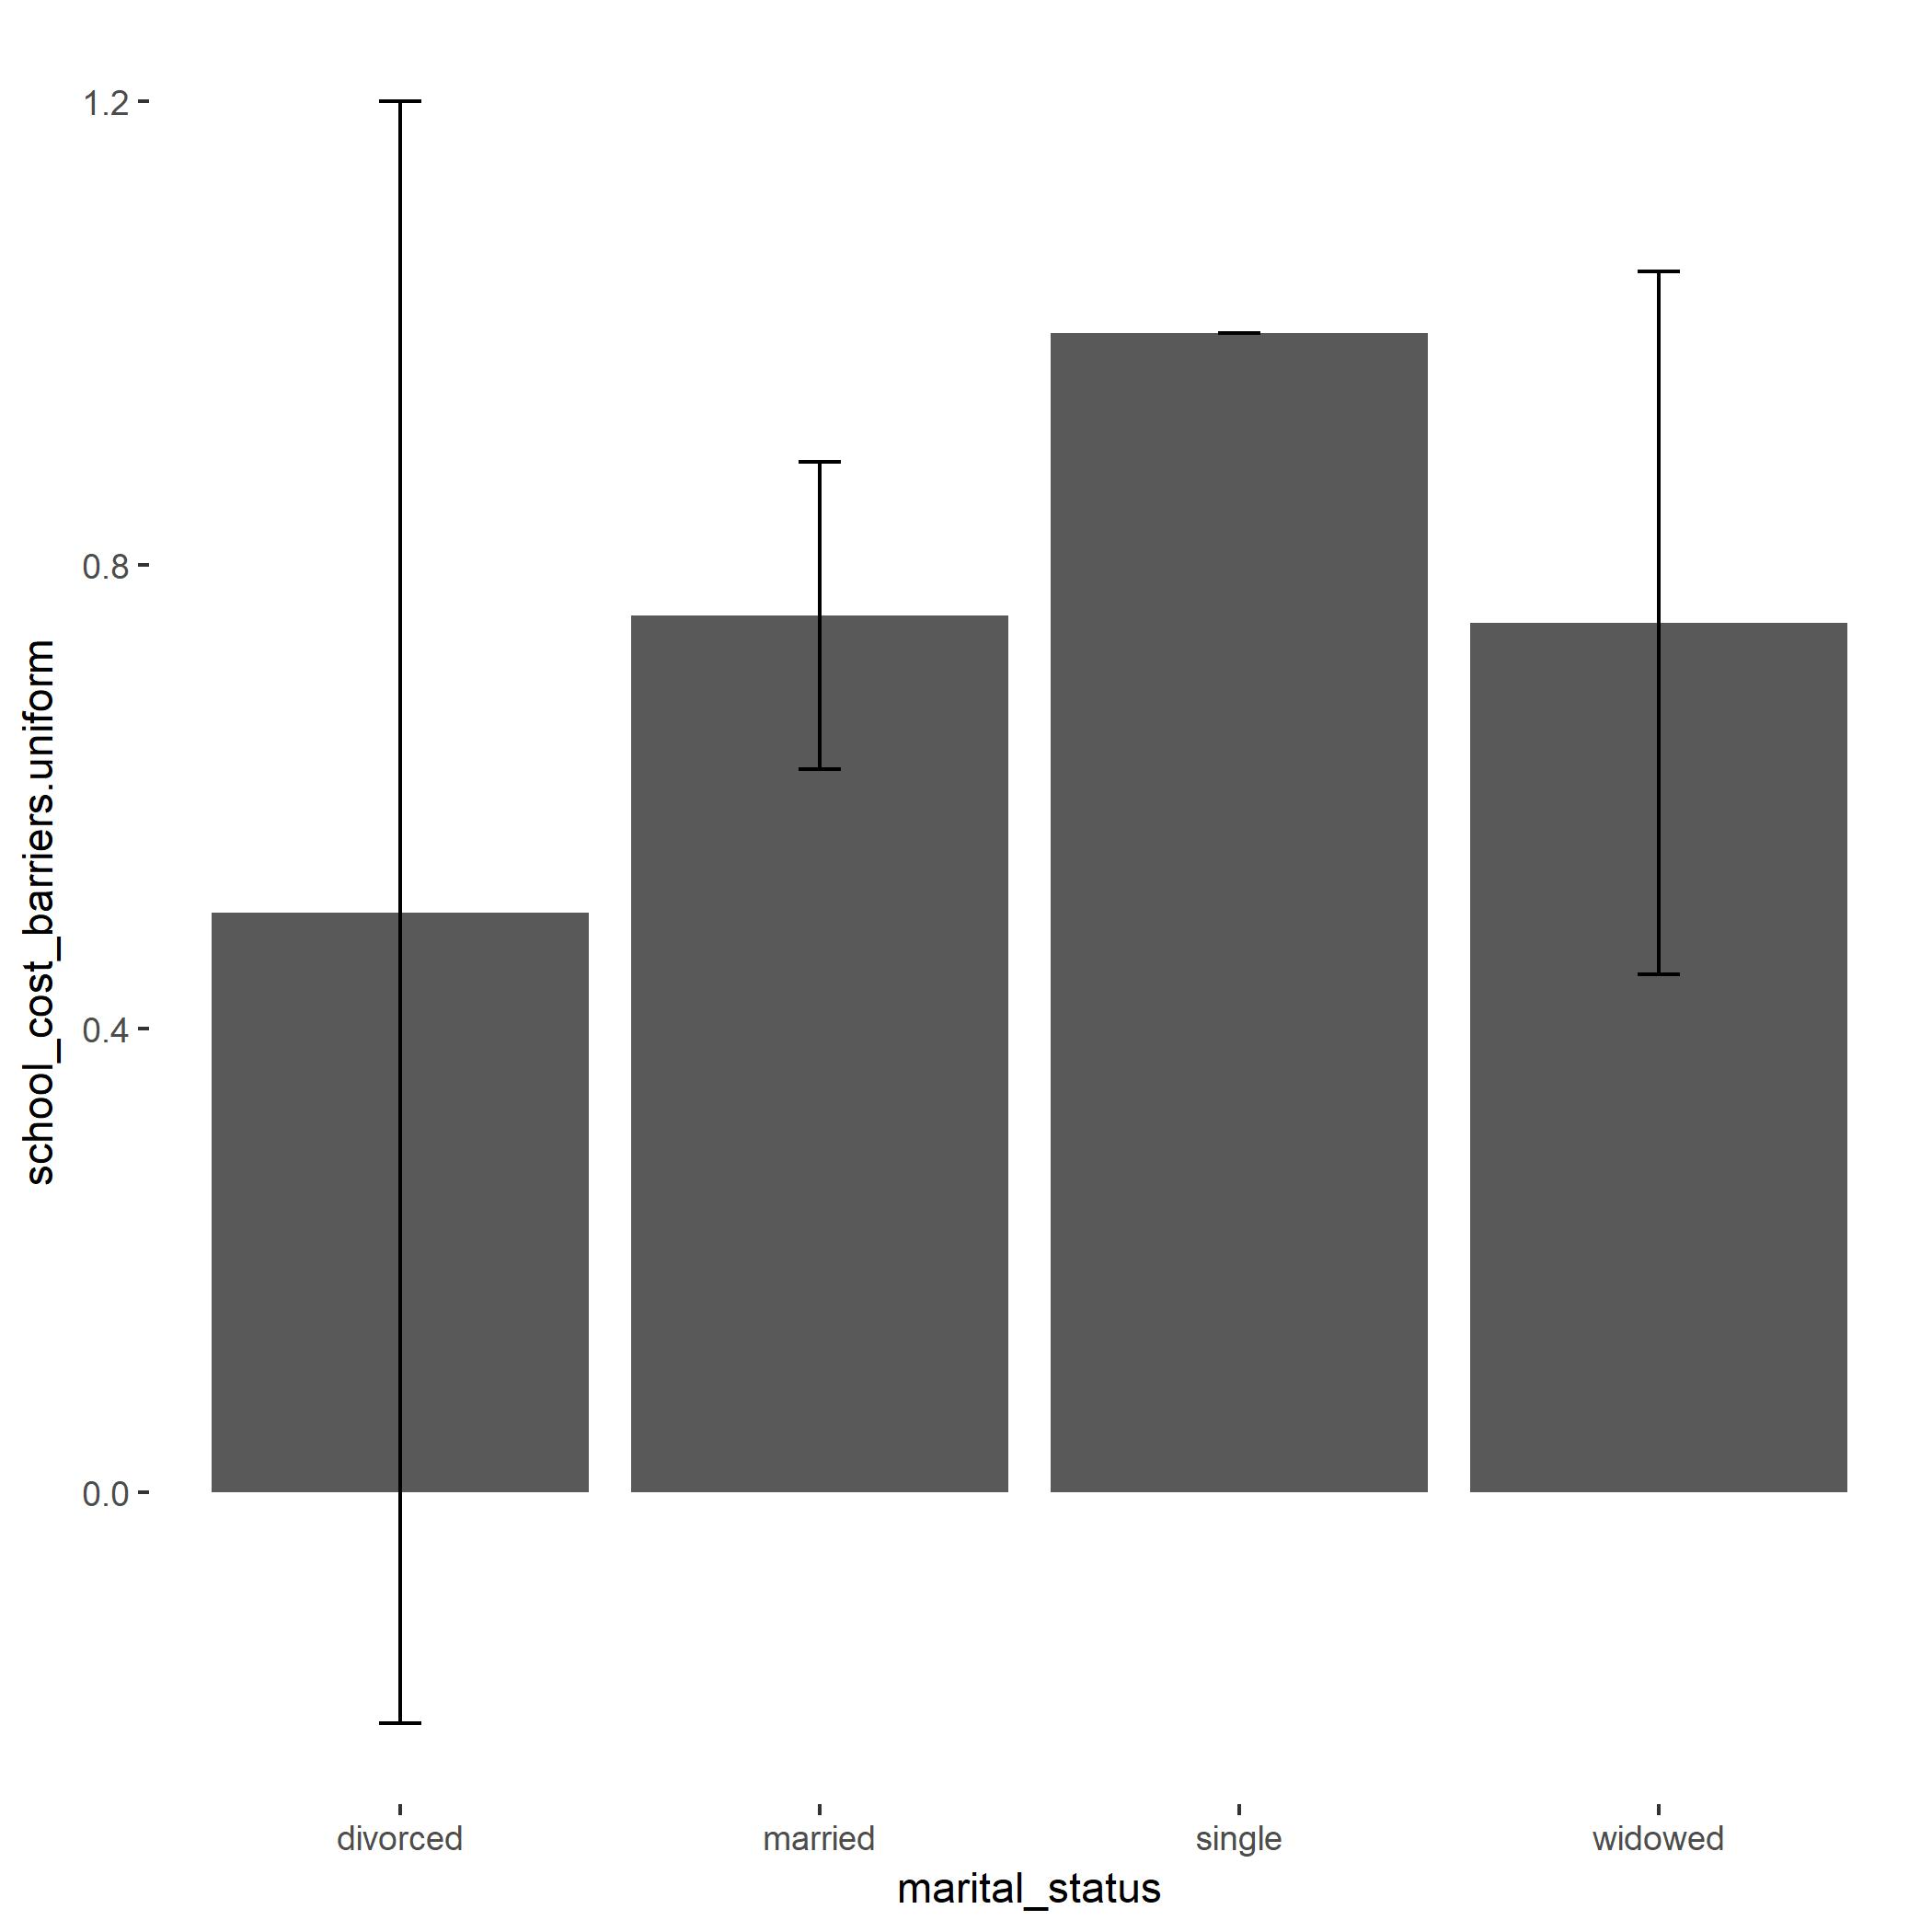 school_cost_barriers.uniform
1.2
0.8
0.4
0.0
divorced married single widowed
marital_status